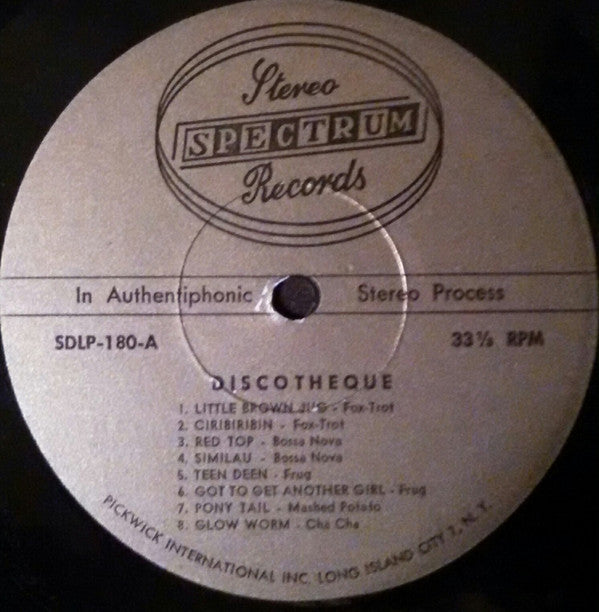 Stereo
SPECTRUM
Records
In Authentiphonic Stereo Process
SDLP-180-A 33⅓ RPM
DISCOTHEQUE
1. LITTLE BROWN JUG - Fox-Trot
2. CIRIBIRIBIN - Fox-Trot
3. RED TOP - Bossa Nova
4. SIMILAU - Bossa Nova
5. TEEN DEEN - Frug
6. GOT TO GET ANOTHER GIRL - Frug
7. PONY TAIL - Mashed Potato
8. GLOW WORM - Cha Cha
PICKWICK INTERNATIONAL INC. LONG ISLAND CITY 1, N. Y.